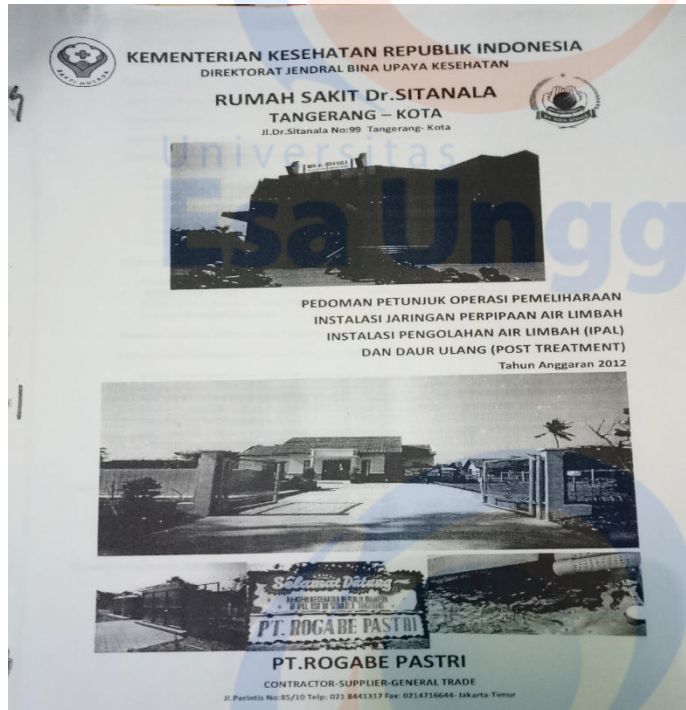 KEMENTERIAN KESEHATAN REPUBLIK INDONESIA
DIREKTORAT JENDRAL BINA UPAYA KESEHATAN
RUMAH SAKIT Dr.SITANALA
TANGERANG – KOTA
Jl.Dr.Sitanala No:99 Tangerang- Kota
BAKTI HUSADA
Universitas
Esa Ungg
PEDOMAN PETUNJUK OPERASI PEMELIHARAAN
INSTALASI JARINGAN PERPIPAAN AIR LIMBAH
INSTALASI PENGOLAHAN AIR LIMBAH (IPAL)
DAN DAUR ULANG (POST TREATMENT)
Tahun Anggaran 2012
Selamat Datang
PT. ROGABE PASTRI
PT.ROGABE PASTRI
CONTRACTOR-SUPPLIER-GENERAL TRADE
Jl.Perintis No:85/10 Telp: 021 8441317 Fax: 0214716644- Jakarta-Timur